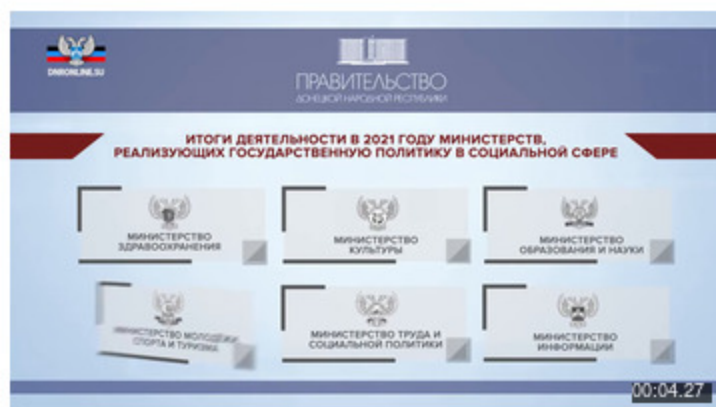 DNRONLINE.SU
ПРАВИТЕЛЬСТВО
ДОНЕЦКОЙ НАРОДНОЙ РЕСПУБЛИКИ
ИТОГИ ДЕЯТЕЛЬНОСТИ В 2021 ГОДУ МИНИСТЕРСТВ,
РЕАЛИЗУЮЩИХ ГОСУДАРСТВЕННУЮ ПОЛИТИКУ В СОЦИАЛЬНОЙ СФЕРЕ
МИНИСТЕРСТВО
ЗДРАВООХРАНЕНИЯ
МИНИСТЕРСТВО
КУЛЬТУРЫ
МИНИСТЕРСТВО
ОБРАЗОВАНИЯ И НАУКИ
МИНИСТЕРСТВО МОЛОДЕЖИ
СПОРТА И ТУРИЗМА
МИНИСТЕРСТВО ТРУДА И
СОЦИАЛЬНОЙ ПОЛИТИКИ
МИНИСТЕРСТВО
ИНФОРМАЦИИ
00:04.27